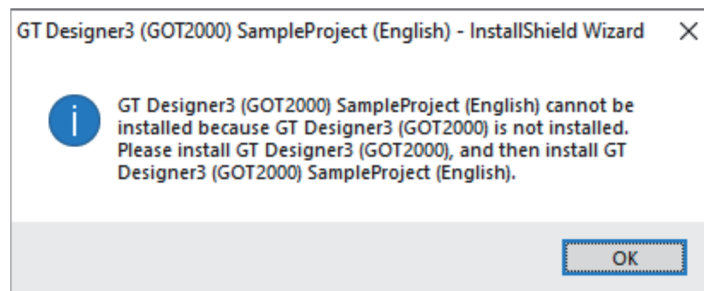 GT Designer3 (GOT2000) SampleProject (English) - InstallShield Wizard
GT Designer3 (GOT2000) SampleProject (English) cannot be
installed because GT Designer3 (GOT2000) is not installed.
Please install GT Designer3 (GOT2000), and then install GT
Designer3 (GOT2000) SampleProject (English).
OK